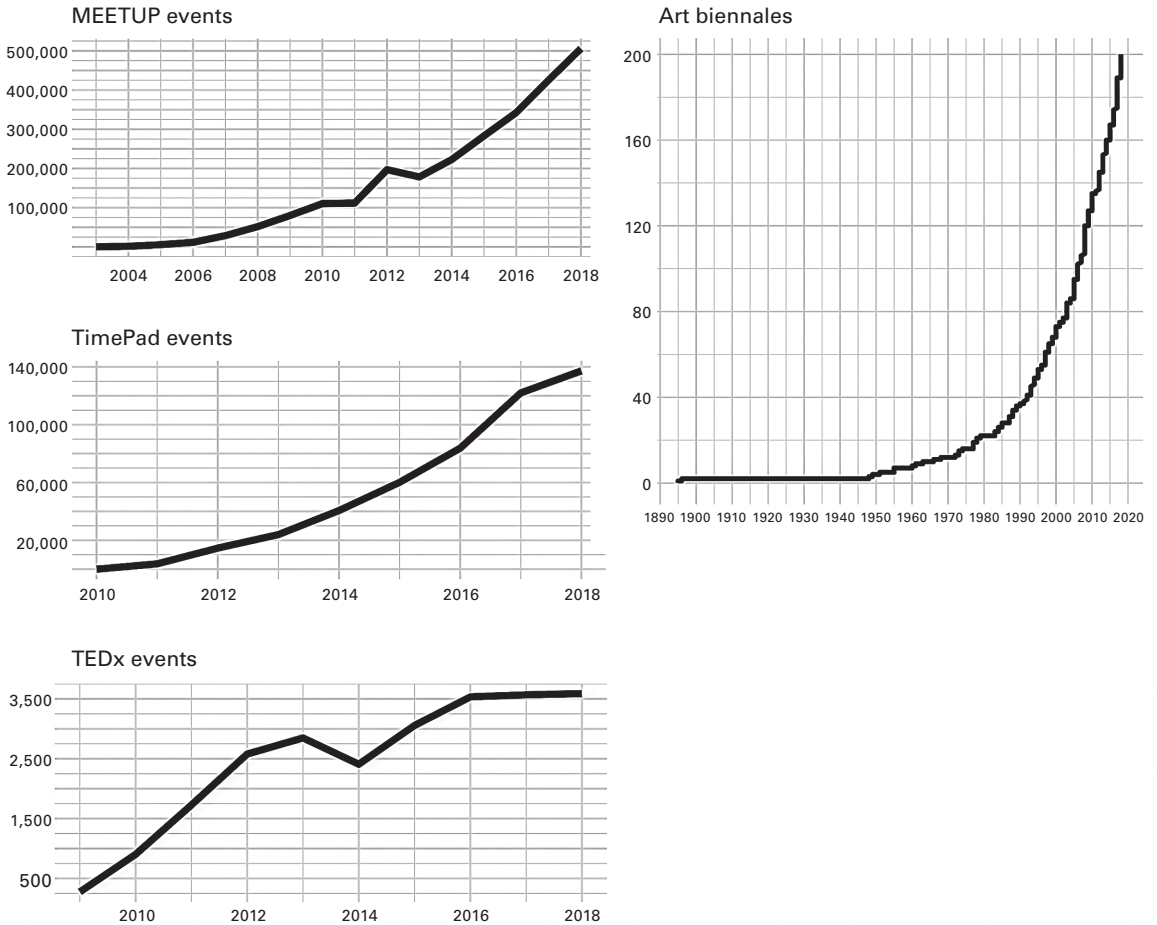 MEETUP events
500,000
400,000
300,000
200,000
100,000
2004 2006 2008 2010 2012 2014 2016 2018
TimePad events
140,000
100,000
60,000
20,000
2010 2012 2014 2016 2018
TEDx events
3,500
2,500
1,500
500
2010 2012 2014 2016 2018
Art biennales
200
160
120
80
40
0
1890 1900 1910 1920 1930 1940 1950 1960 1970 1980 1990 2000 2010 2020